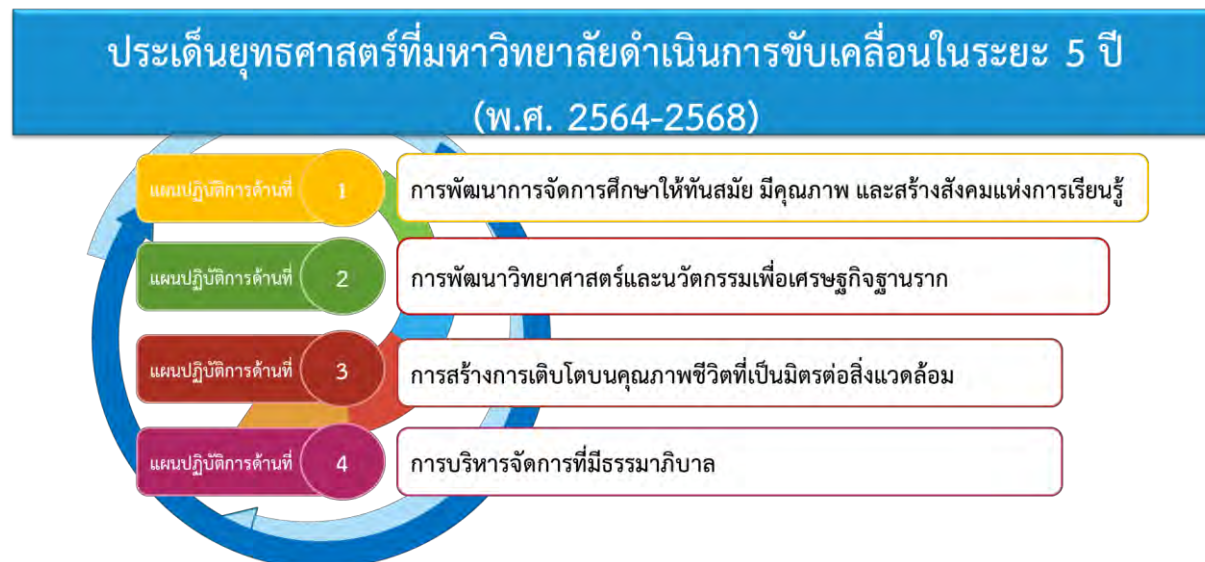 ประเด็นยุทธศาสตร์ที่มหาวิทยาลัยดำเนินการขับเคลื่อนในระยะ 5 ปี
(พ.ศ. 2564-2568)
แผนปฏิบัติการด้านที่ 1 การพัฒนาการจัดการศึกษาให้ทันสมัย มีคุณภาพ และสร้างสังคมแห่งการเรียนรู้
แผนปฏิบัติการด้านที่ 2 การพัฒนาวิทยาศาสตร์และนวัตกรรมเพื่อเศรษฐกิจฐานราก
แผนปฏิบัติการด้านที่ 3 การสร้างการเติบโตบนคุณภาพชีวิตที่เป็นมิตรต่อสิ่งแวดล้อม
แผนปฏิบัติการด้านที่ 4 การบริหารจัดการที่มีธรรมาภิบาล